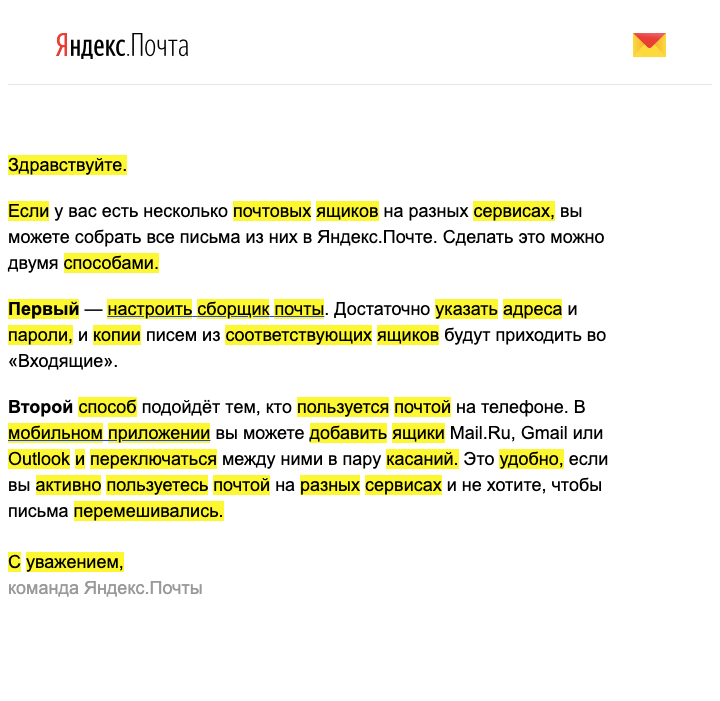 Яндекс.Почта
Здравствуйте.
Если у вас есть несколько почтовых ящиков на разных сервисах, вы
можете собрать все письма из них в Яндекс.Почте. Сделать это можно
двумя способами.
Первый — настроить сборщик почты. Достаточно указать адреса и
пароли, и копии писем из соответствующих ящиков будут приходить во
«Входящие».
Второй способ подойдёт тем, кто пользуется почтой на телефоне. В
мобильном приложении вы можете добавить ящики Mail.Ru, Gmail или
Outlook и переключаться между ними в пару касаний. Это удобно, если
вы активно пользуетесь почтой на разных сервисах и не хотите, чтобы
письма перемешивались.
С уважением,
команда Яндекс.Почты